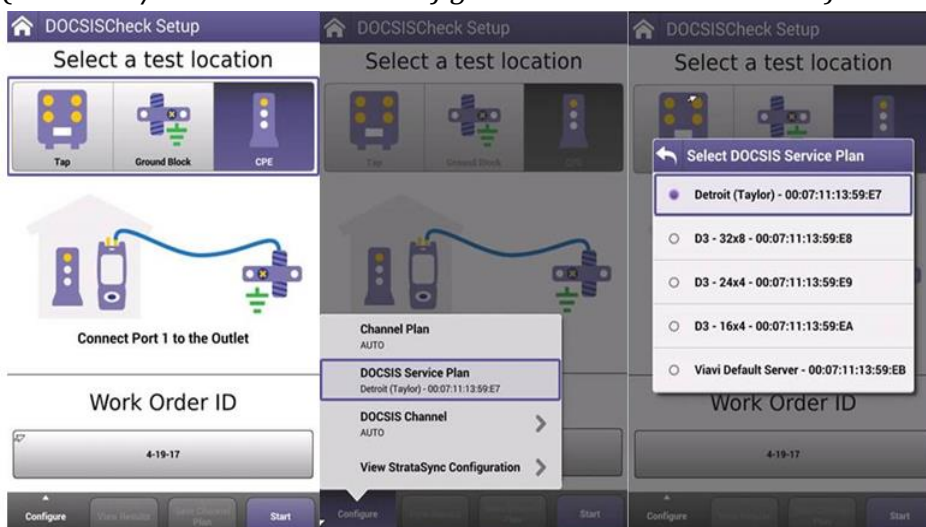 DOCSISCheck Setup
Select a test location
Tap
Ground Block
CPE
Connect Port 1 to the Outlet
Work Order ID
4-19-17
Configure
View Results
Save Channel Plan
Start
DOCSISCheck Setup
Select a test location
Tap
Ground Block
CPE
Channel Plan
AUTO
DOCSIS Service Plan
Detroit (Taylor) - 00:07:11:13:59:E7
DOCSIS Channel
AUTO
View StrataSync Configuration
Configure
Start
DOCSISCheck Setup
Select a test location
Select DOCSIS Service Plan
Detroit (Taylor) - 00:07:11:13:59:E7
D3 - 32x8 - 00:07:11:13:59:E8
D3 - 24x4 - 00:07:11:13:59:E9
D3 - 16x4 - 00:07:11:13:59:EA
Viavi Default Server - 00:07:11:13:59:EB
Work Order ID
4-19-17
Configure
Start